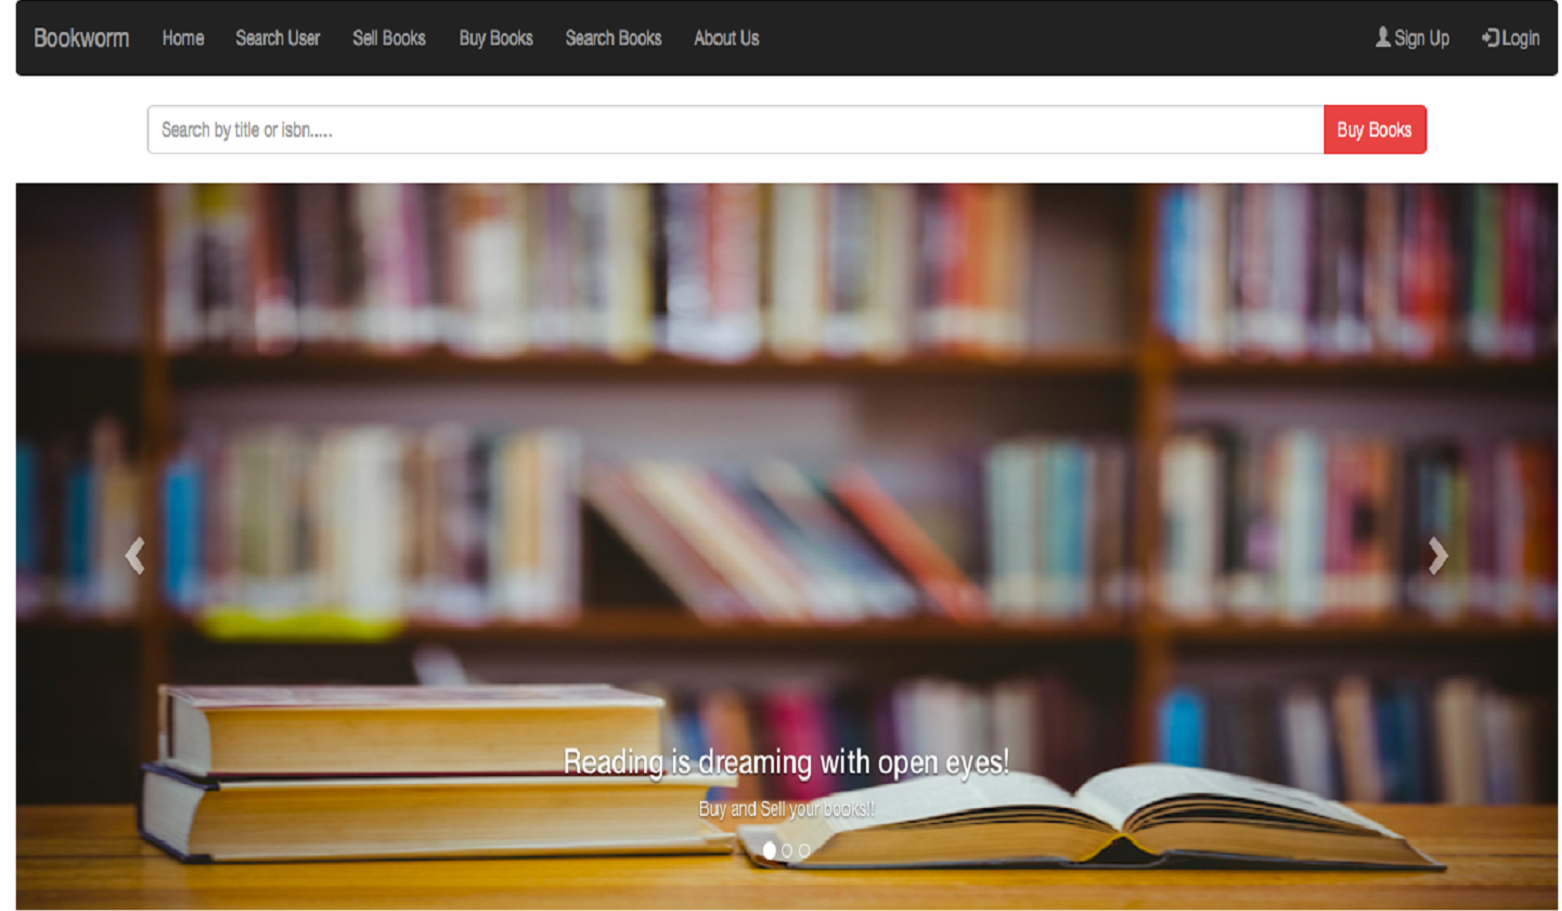 Bookworm Home Search User Sell Books Buy Books Search Books About Us Sign Up Login
Search by title or isbn..... Buy Books
Reading is dreaming with open eyes!
Buy and Sell your books!!